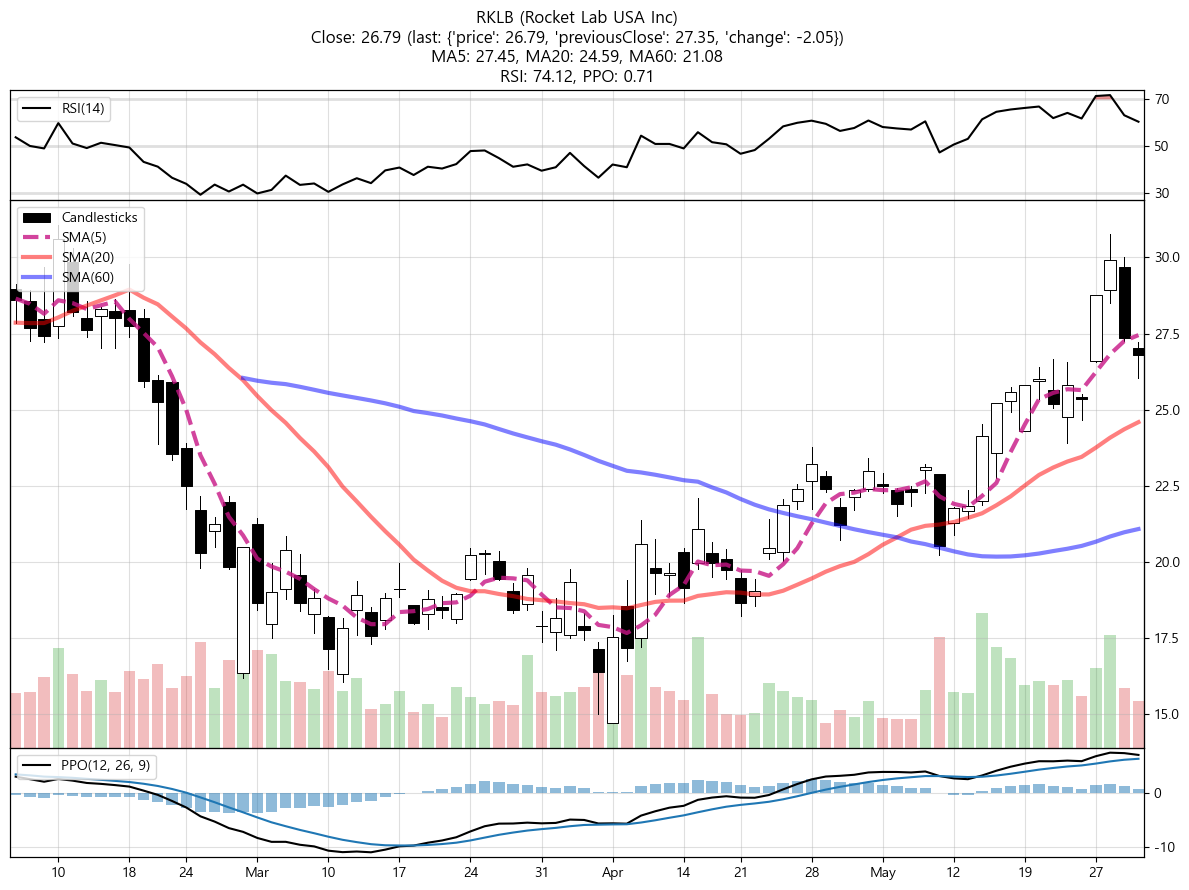 RKLB (Rocket Lab USA Inc)
Close: 26.79 (last: {'price': 26.79, 'previousClose': 27.35, 'change': -2.05})
MA5: 27.45, MA20: 24.59, MA60: 21.08
RSI: 74.12, PPO: 0.71
RSI(14)
70
50
30
Candlesticks
SMA(5)
SMA(20)
SMA(60)
30.0
27.5
25.0
22.5
20.0
17.5
15.0
PPO(12, 26, 9)
0
-10
10 18 24 Mar 10 17 24 31 Apr 14 21 28 May 12 19 27